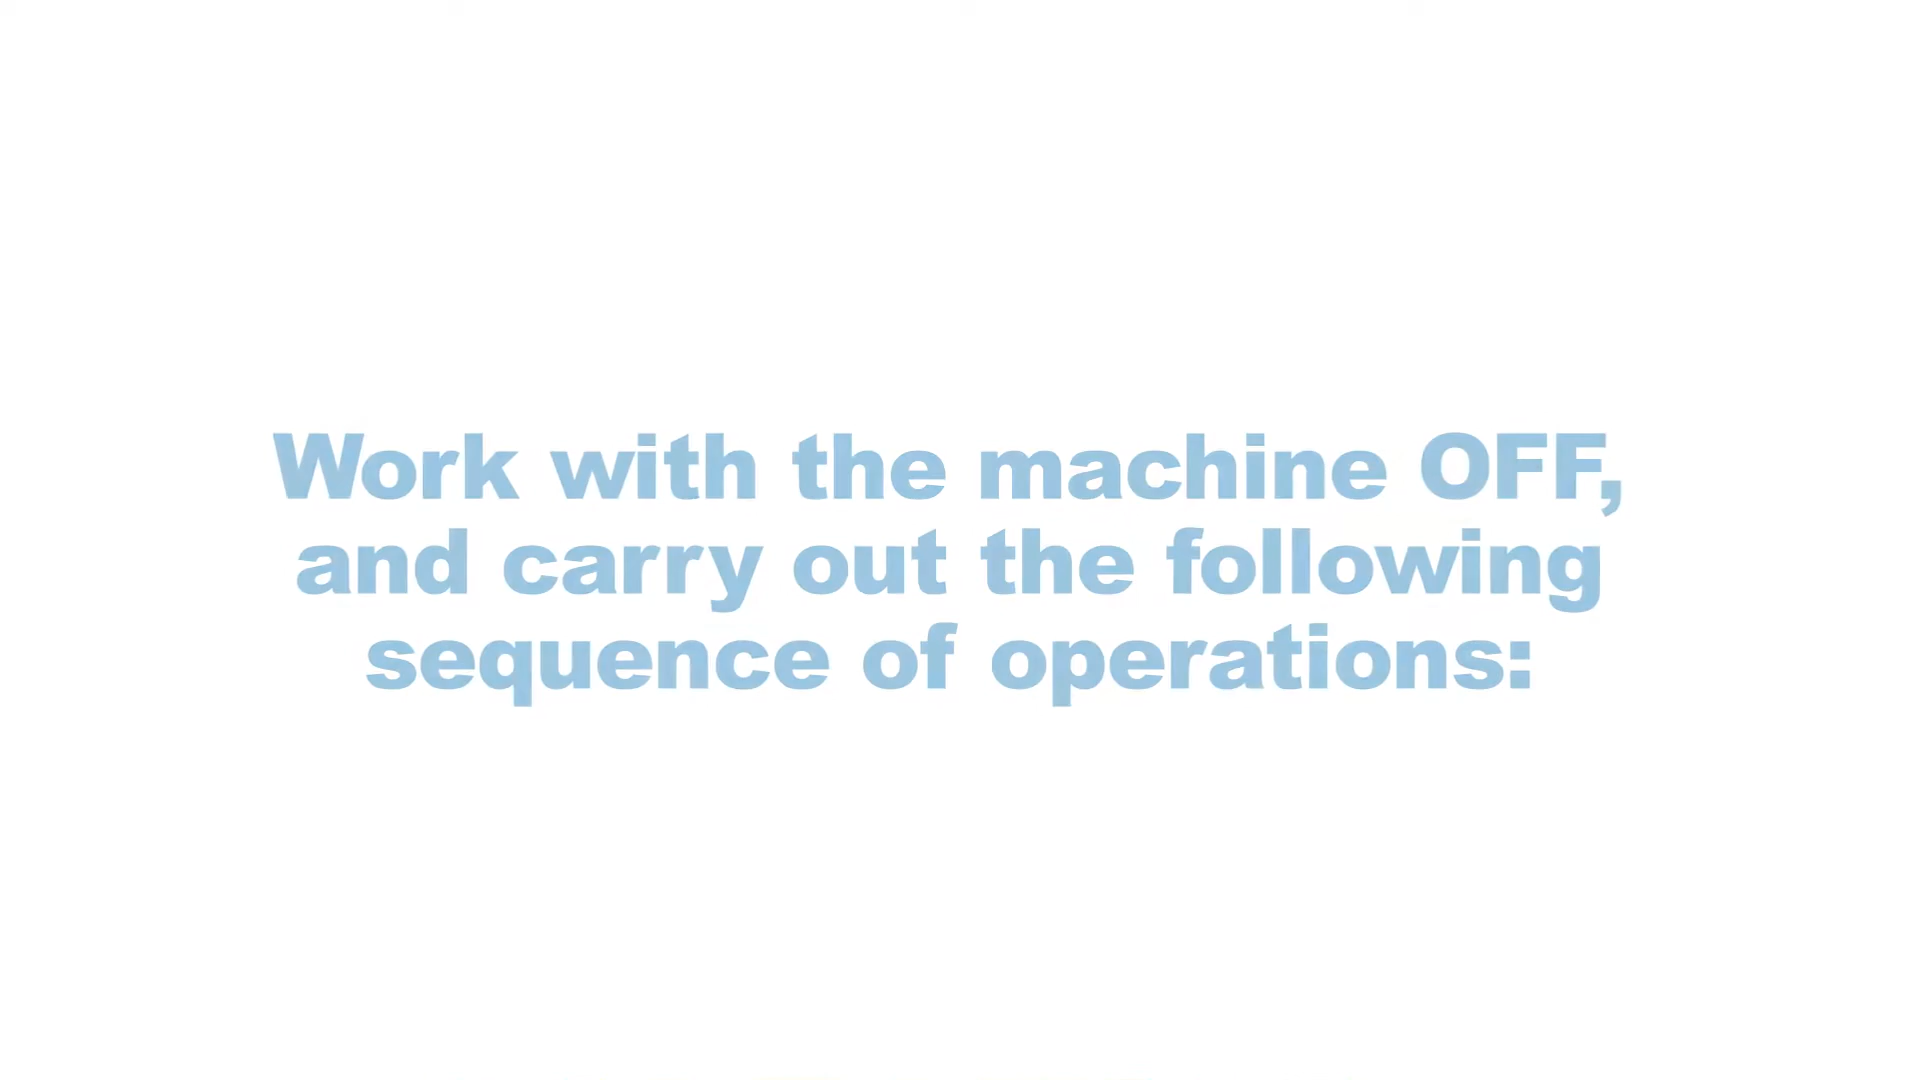 Work with the machine OFF,
and carry out the following
sequence of operations: